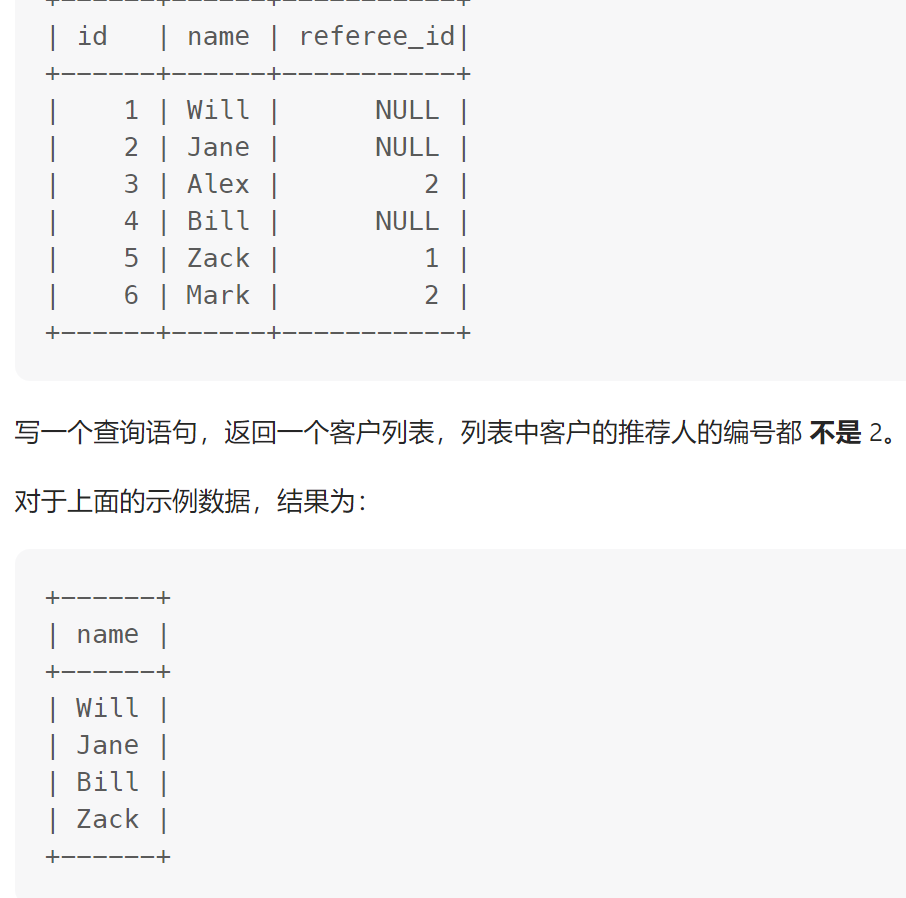 +------+------+-----------+
| id   | name | referee_id|
+------+------+-----------+
|    1 | Will |      NULL |
|    2 | Jane |      NULL |
|    3 | Alex |         2 |
|    4 | Bill |      NULL |
|    5 | Zack |         1 |
|    6 | Mark |         2 |
+------+------+-----------+
写一个查询语句，返回一个客户列表，列表中客户的推荐人的编号都 不是 2。
对于上面的示例数据，结果为：
+------+
| name |
+------+
| Will |
| Jane |
| Bill |
| Zack |
+------+